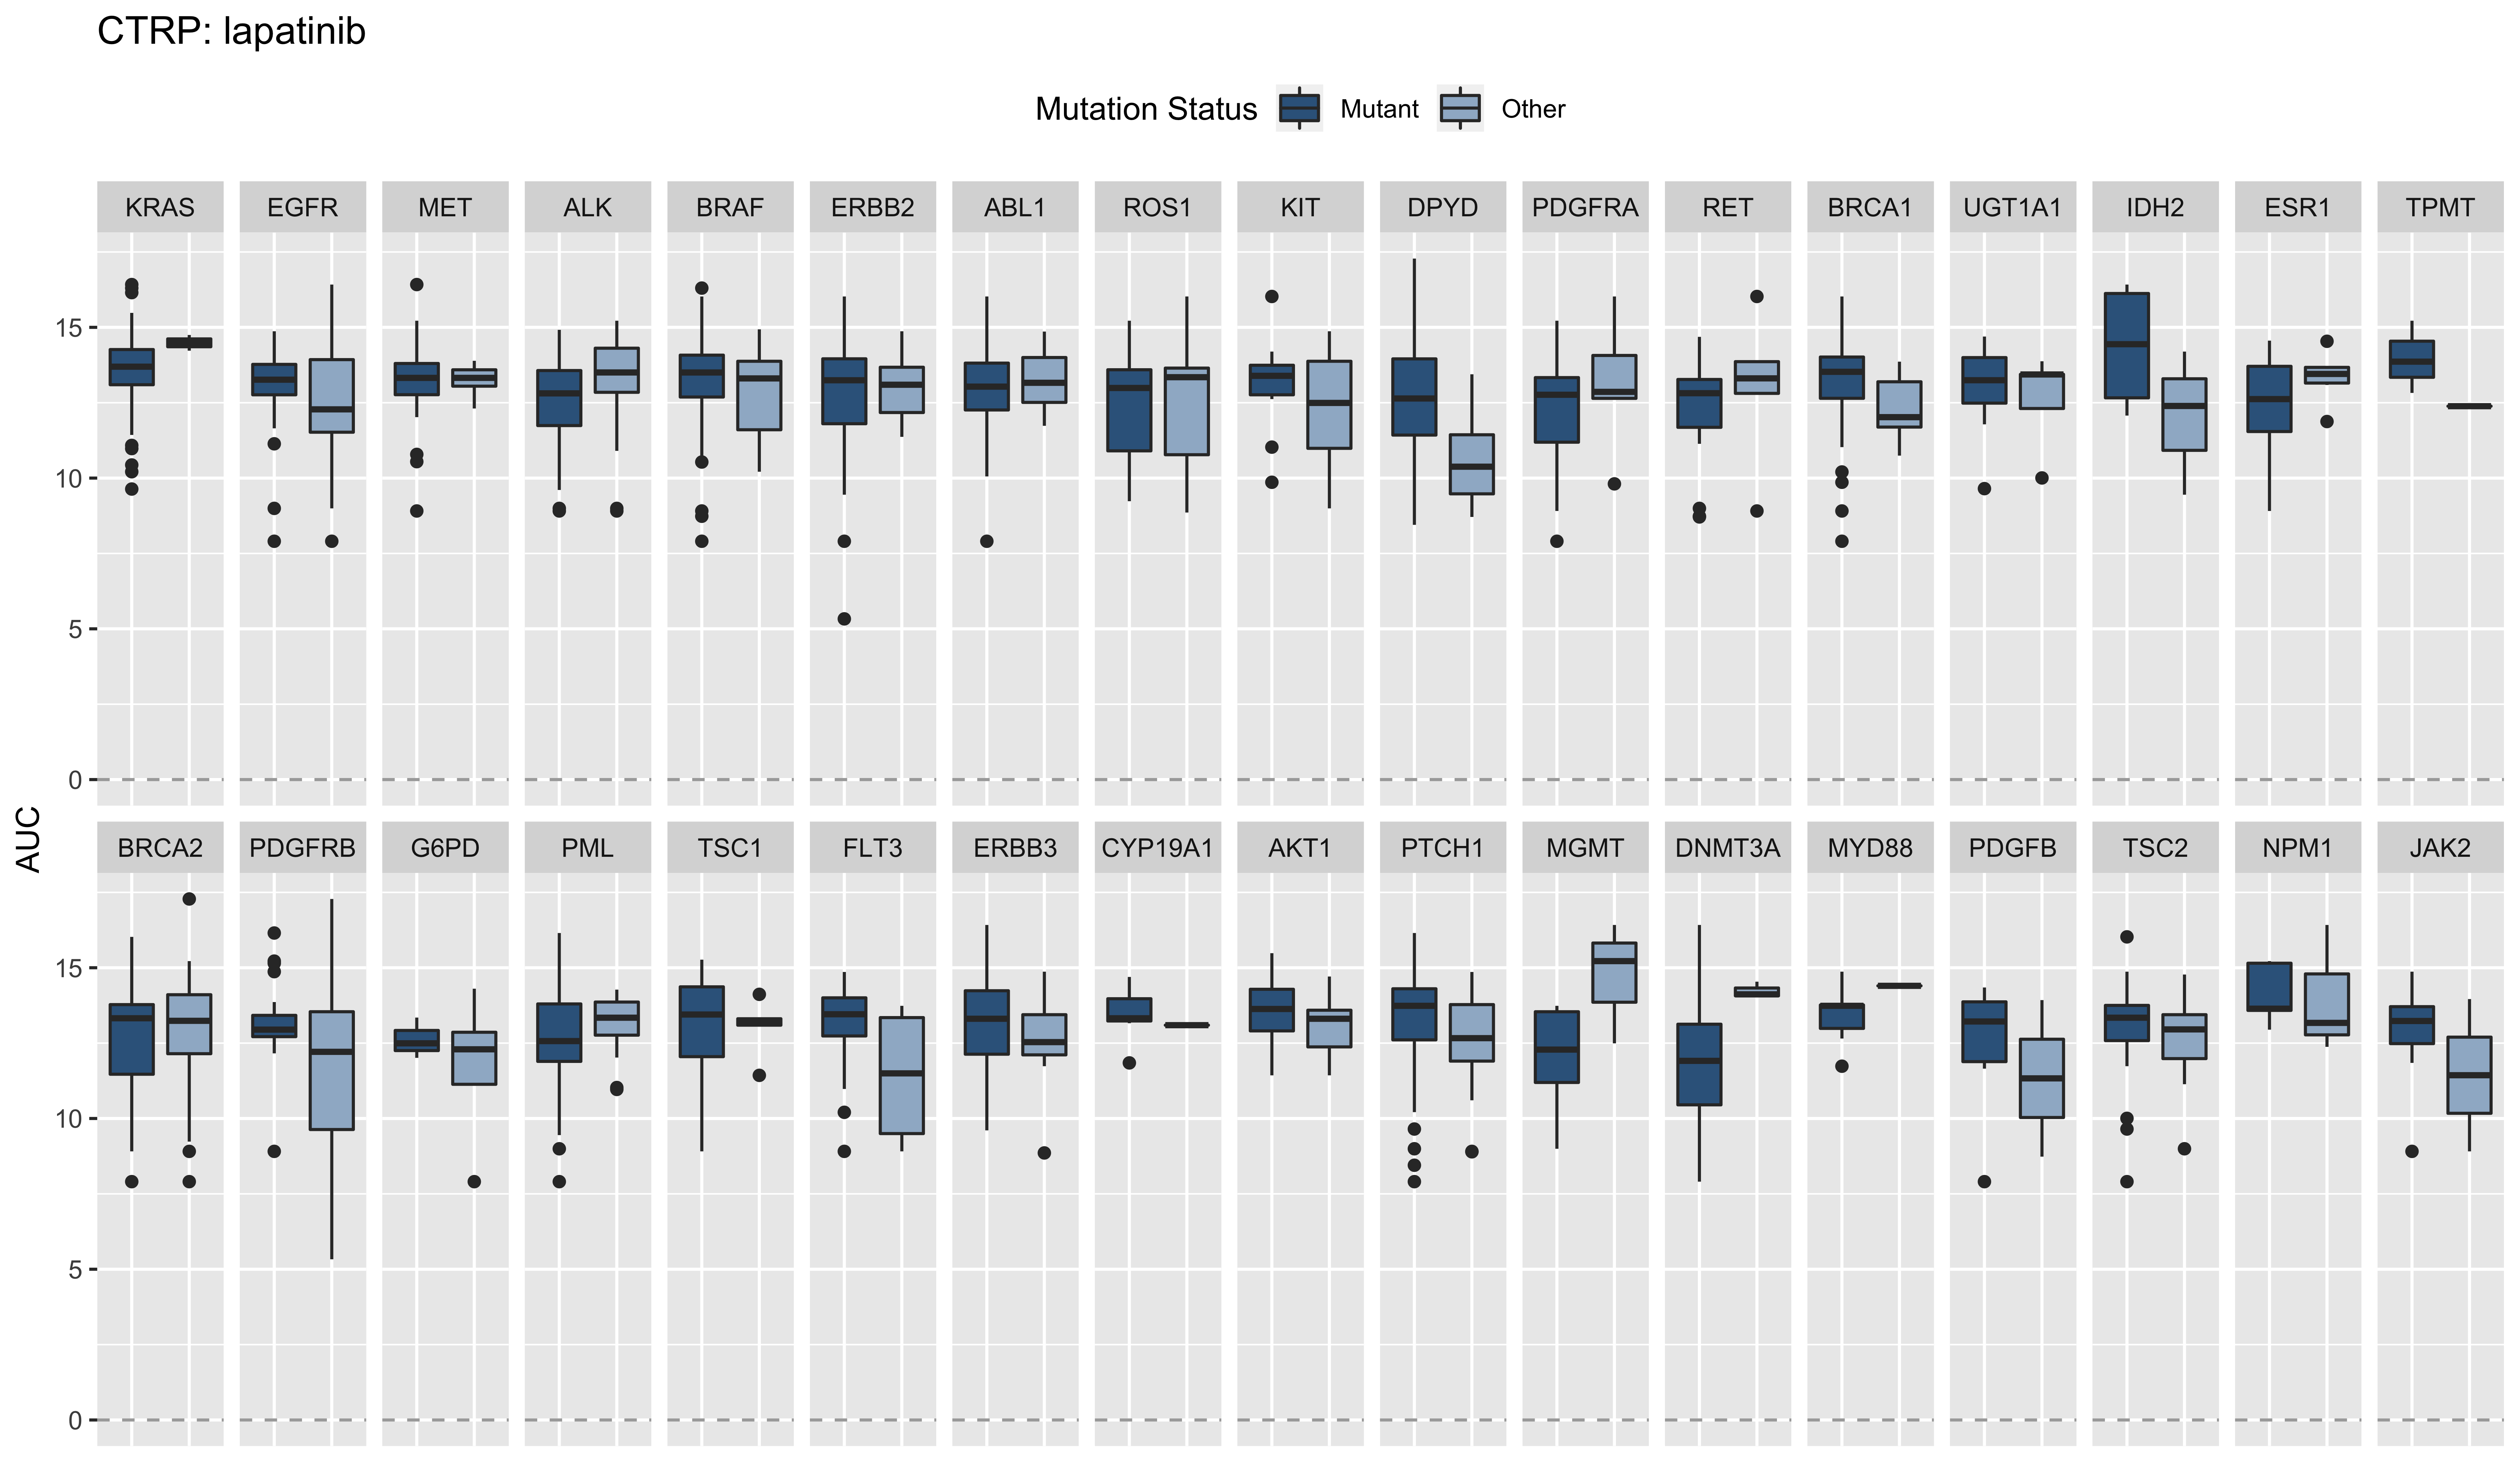 CTRP: lapatinib
Mutation Status Mutant Other
KRAS EGFR MET ALK BRAF ERBB2 ABL1 ROS1 KIT DPYD PDGFRA RET BRCA1 UGT1A1 IDH2 ESR1 TPMT
15
10
5
0
AUC
BRCA2 PDGFRB G6PD PML TSC1 FLT3 ERBB3 CYP19A1 AKT1 PTCH1 MGMT DNMT3A MYD88 PDGFB TSC2 NPM1 JAK2
15
10
5
0